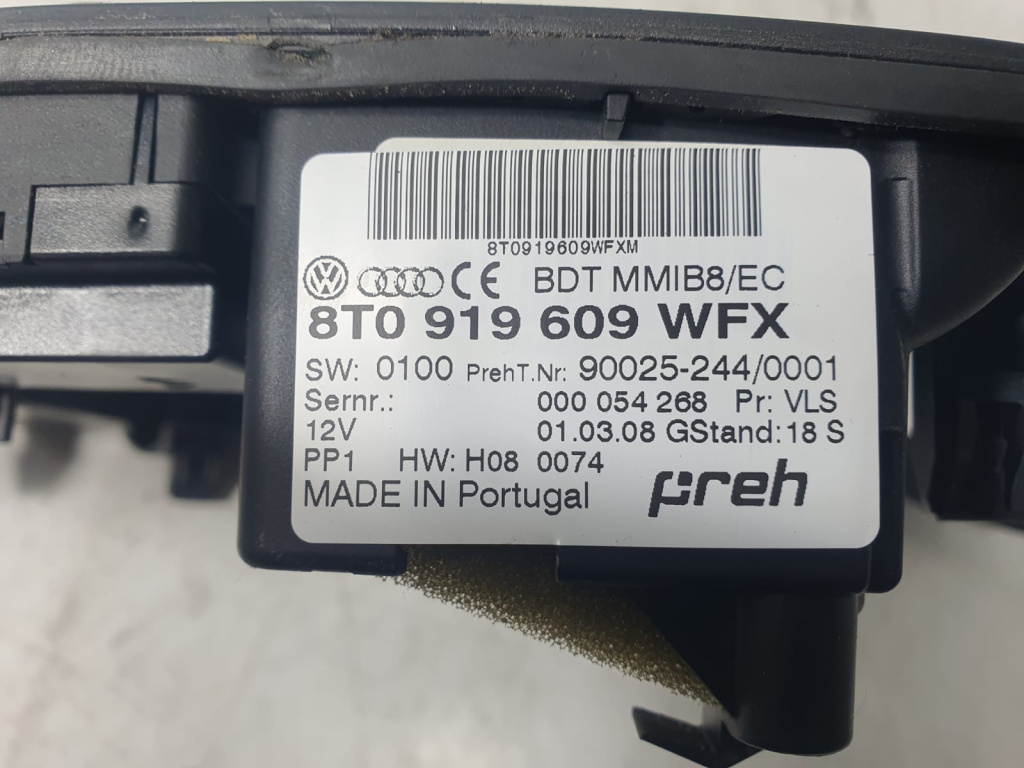 8T0919609WFXM
BDT MMIB8/EC
8T0 919 609 WFX
SW: 0100 PrehT.Nr: 90025-244/0001
Sernr.: 000 054 268 Pr: VLS
12V 01.03.08 GStand: 18 S
PP1 HW: H08 0074
MADE IN Portugal preh